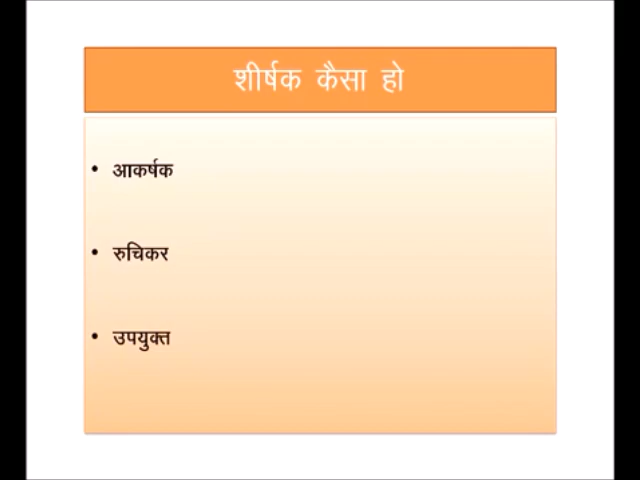 शीर्षक कैसा हो
• आकर्षक
• रुचिकर
• उपयुक्त